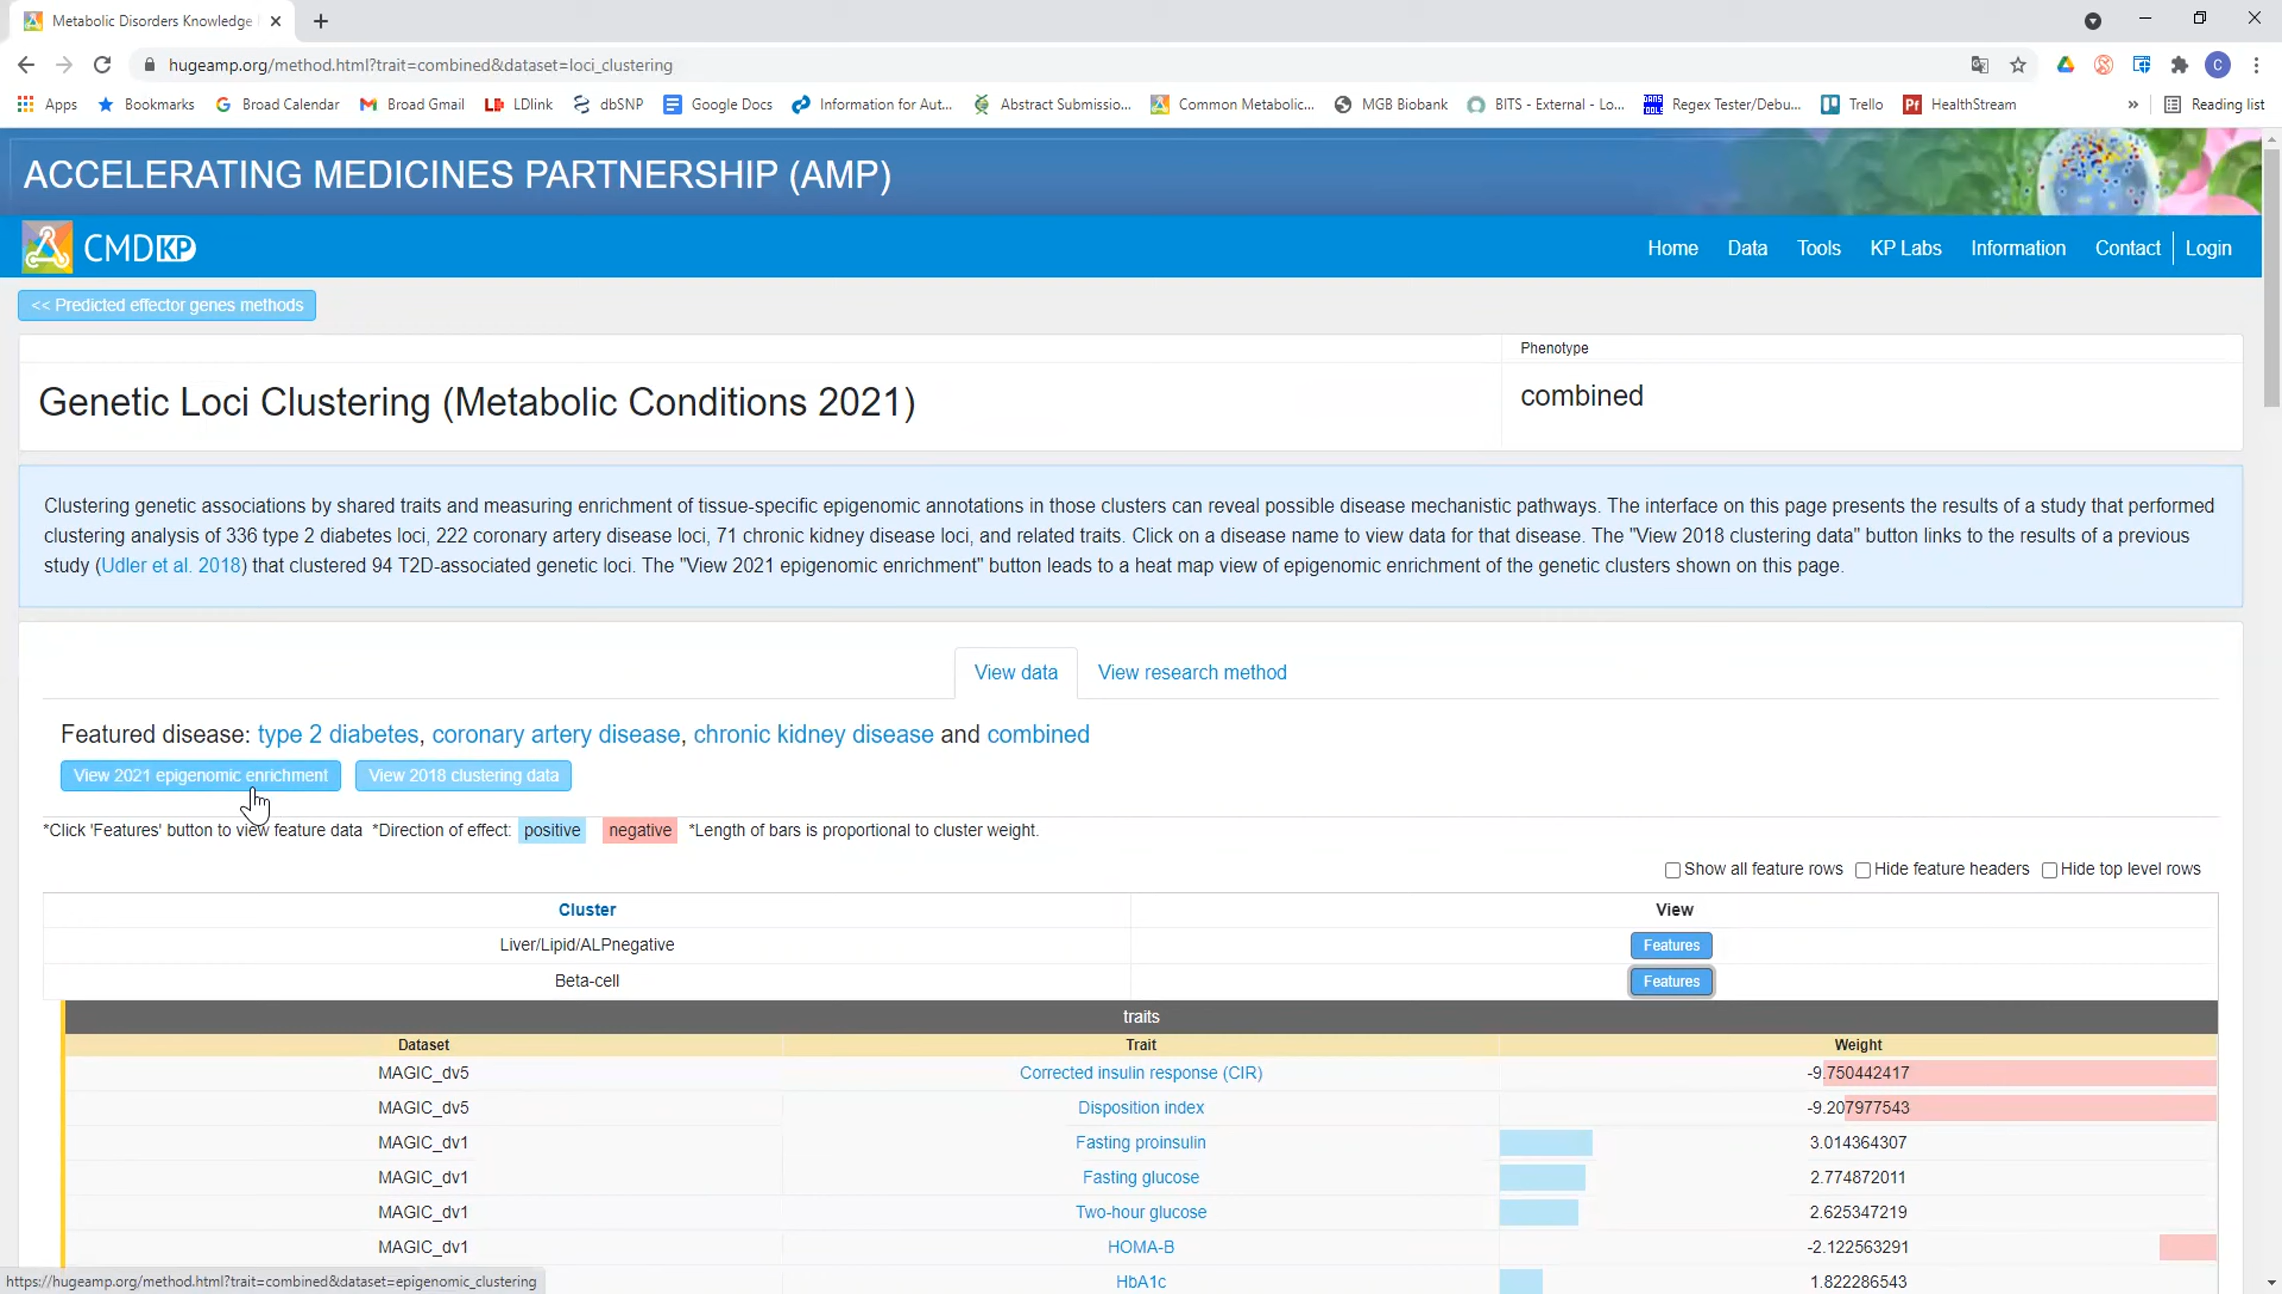 Metabolic Disorders Knowledge
hugeamp.org/method.html?trait=combined&dataset=loci_clustering
C
Apps Bookmarks Broad Calendar Broad Gmail LDlink dbSNP Google Docs Information for Aut... Abstract Submissio... Common Metabolic... MGB Biobank BITS - External - Lo... Regex Tester/Debu... Trello HealthStream » Reading list
ACCELERATING MEDICINES PARTNERSHIP (AMP)
CMDKP
Home Data Tools KP Labs Information Contact Login
<< Predicted effector genes methods
Phenotype
Genetic Loci Clustering (Metabolic Conditions 2021)
combined
Clustering genetic associations by shared traits and measuring enrichment of tissue-specific epigenomic annotations in those clusters can reveal possible disease mechanistic pathways. The interface on this page presents the results of a study that performed
clustering analysis of 336 type 2 diabetes loci, 222 coronary artery disease loci, 71 chronic kidney disease loci, and related traits. Click on a disease name to view data for that disease. The "View 2018 clustering data" button links to the results of a previous
study (Udler et al. 2018) that clustered 94 T2D-associated genetic loci. The "View 2021 epigenomic enrichment" button leads to a heat map view of epigenomic enrichment of the genetic clusters shown on this page.
View data View research method
Featured disease: type 2 diabetes, coronary artery disease, chronic kidney disease and combined
View 2021 epigenomic enrichment View 2018 clustering data
*Click 'Features' button to view feature data *Direction of effect: positive negative *Length of bars is proportional to cluster weight.
Show all feature rows Hide feature headers Hide top level rows
Cluster View
Liver/Lipid/ALPnegative Features
Beta-cell Features
traits
Dataset Trait Weight
MAGIC_dv5 Corrected insulin response (CIR) -9.750442417
MAGIC_dv5 Disposition index -9.207977543
MAGIC_dv1 Fasting proinsulin 3.014364307
MAGIC_dv1 Fasting glucose 2.774872011
MAGIC_dv1 Two-hour glucose 2.625347219
MAGIC_dv1 HOMA-B -2.122563291
HbA1c 1.822286543
https://hugeamp.org/method.html?trait=combined&dataset=epigenomic_clustering